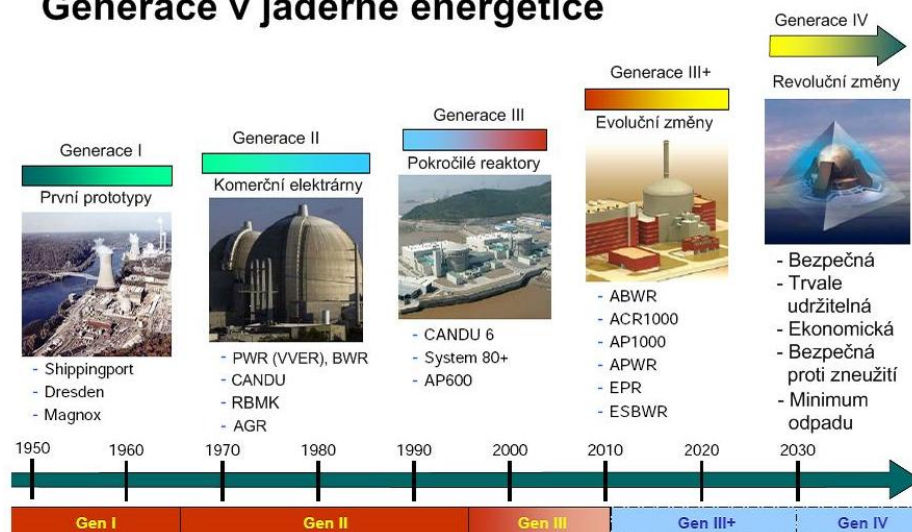 Generace v jaderné energetice
Generace I
První prototypy
- Shippingport
- Dresden
- Magnox
Generace II
Komerční elektrárny
- PWR (VVER), BWR
- CANDU
- RBMK
- AGR
Generace III
Pokročilé reaktory
- CANDU 6
- System 80+
- AP600
Generace III+
Evoluční změny
- ABWR
- ACR1000
- AP1000
- APWR
- EPR
- ESBWR
Generace IV
Revoluční změny
- Bezpečná
- Trvale
udržitelná
- Ekonomická
- Bezpečná
proti zneužití
- Minimum
odpadu
1950 1960 1970 1980 1990 2000 2010 2020 2030
Gen I Gen II Gen III Gen III+ Gen IV